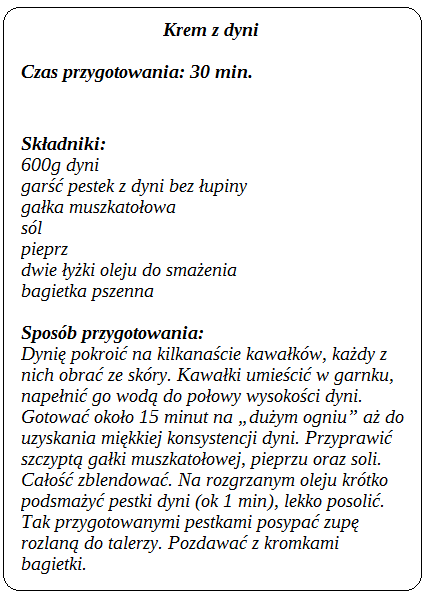 Krem z dyni
Czas przygotowania: 30 min.
Składniki:
600g dyni
garść pestek z dyni bez łupiny
gałka muszkatołowa
sól
pieprz
dwie łyżki oleju do smażenia
bagietka pszenna
Sposób przygotowania:
Dynię pokroić na kilkanaście kawałków, każdy z
nich obrać ze skóry. Kawałki umieścić w garnku,
napełnić go wodą do połowy wysokości dyni.
Gotować około 15 minut na „dużym ogniu” aż do
uzyskania miękkiej konsystencji dyni. Przyprawić
szczyptą gałki muszkatołowej, pieprzu oraz soli.
Całość zblendować. Na rozgrzanym oleju krótko
podsmażyć pestki dyni (ok 1 min), lekko posolić.
Tak przygotowanymi pestkami posypać zupę
rozlaną do talerzy. Pozdawać z kromkami
bagietki.